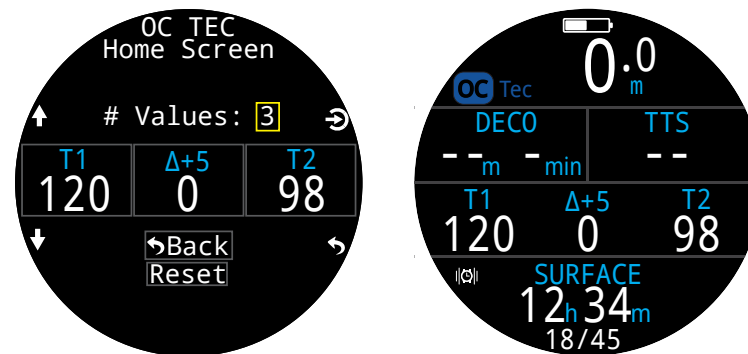 OC TEC
Home Screen
# Values: 3
T1 Δ+5 T2
120 0 98
Back
Reset
0.0
m
OC Tec
DECO TTS
--m -min --
T1 Δ+5 T2
120 0 98
SURFACE
12h34m
18/45